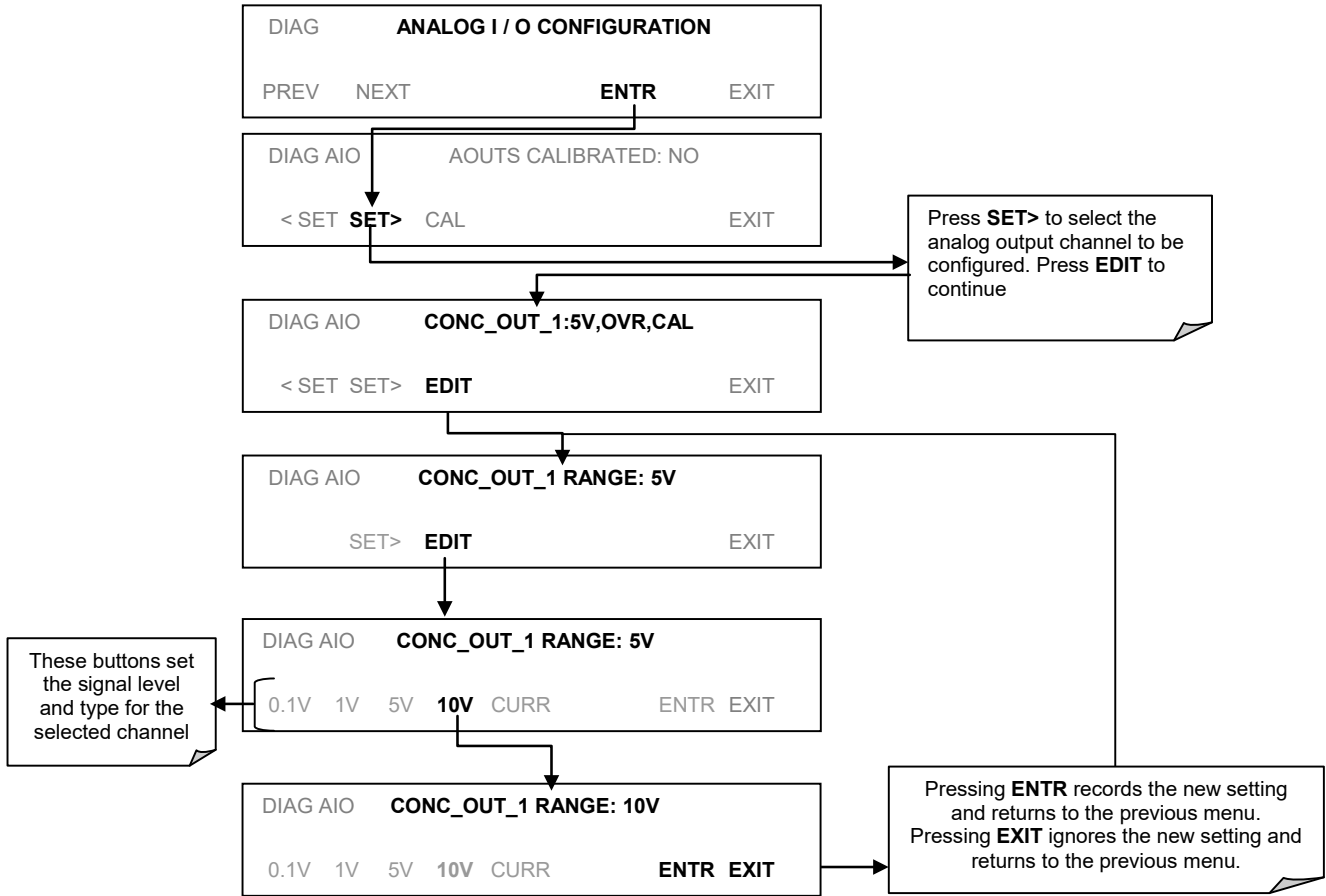 DIAG ANALOG I / O CONFIGURATION
PREV NEXT ENTR EXIT
DIAG AIO AOUTS CALIBRATED: NO
< SET SET> CAL EXIT
Press SET> to select the
analog output channel to be
configured. Press EDIT to
continue
DIAG AIO CONC_OUT_1:5V,OVR,CAL
< SET SET> EDIT EXIT
DIAG AIO CONC_OUT_1 RANGE: 5V
SET> EDIT EXIT
DIAG AIO CONC_OUT_1 RANGE: 5V
0.1V 1V 5V 10V CURR ENTR EXIT
These buttons set
the signal level
and type for the
selected channel
DIAG AIO CONC_OUT_1 RANGE: 10V
0.1V 1V 5V 10V CURR ENTR EXIT
Pressing ENTR records the new setting
and returns to the previous menu.
Pressing EXIT ignores the new setting and
returns to the previous menu.